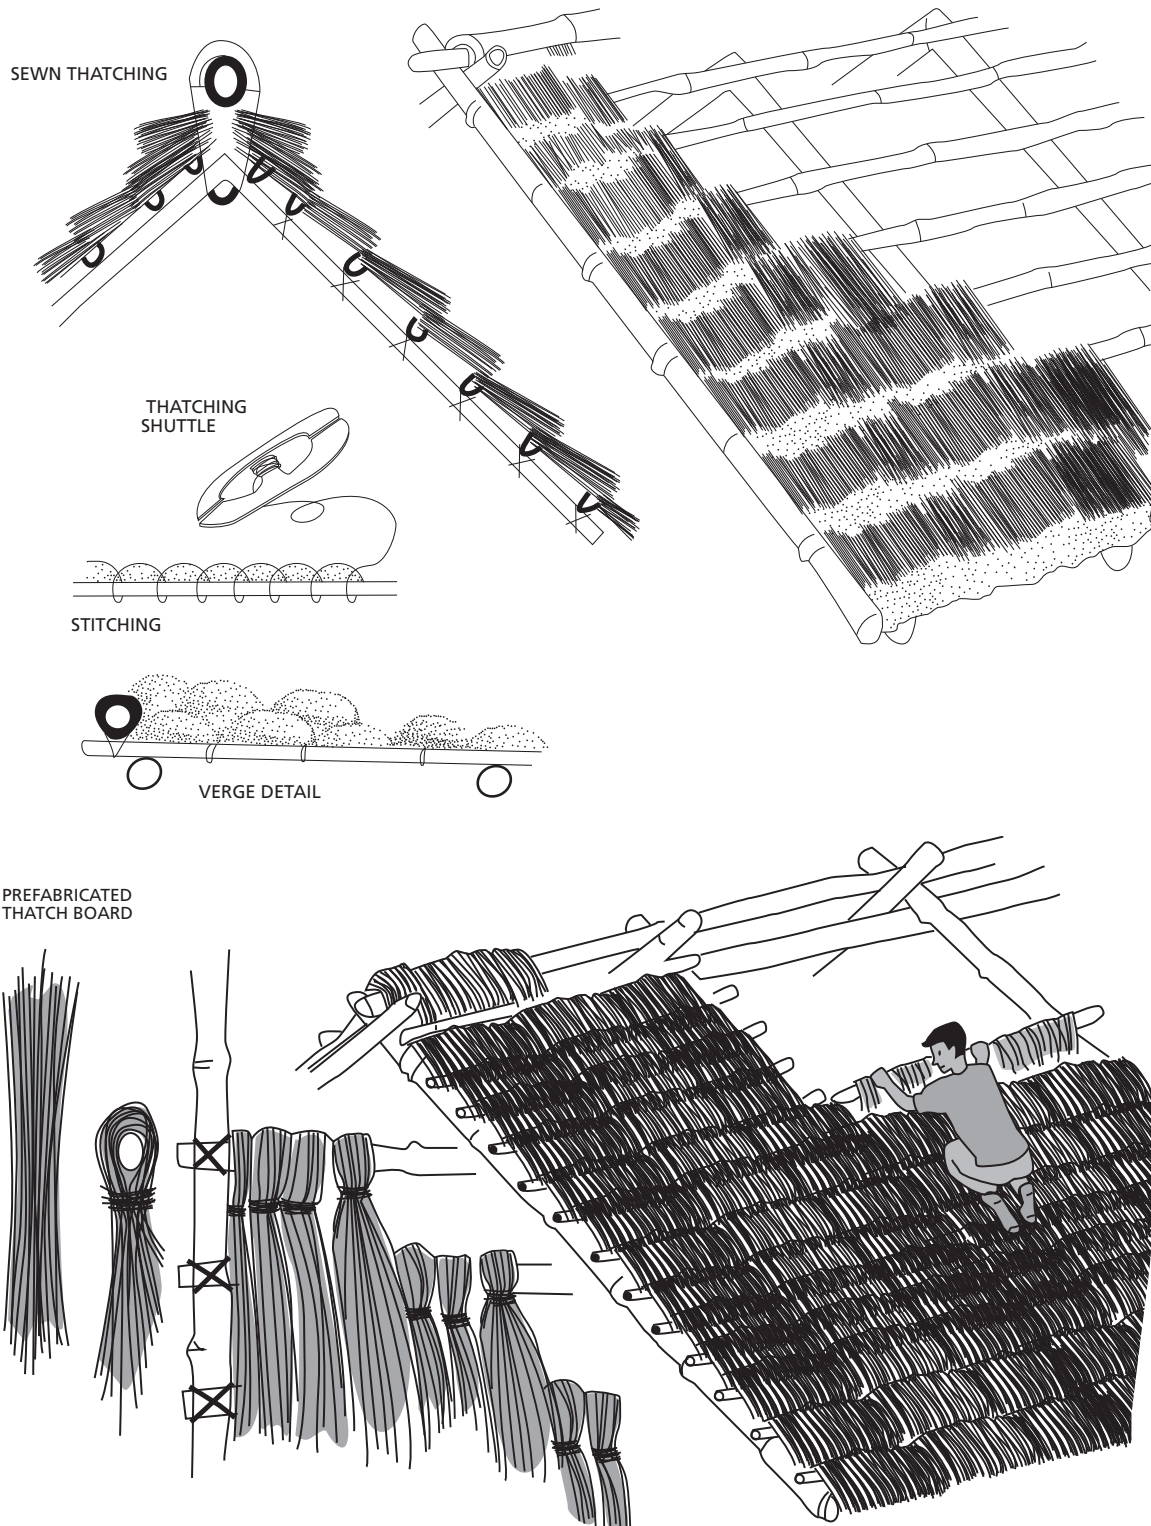 SEWN THATCHING
THATCHING
SHUTTLE
STITCHING
VERGE DETAIL
PREFABRICATED
THATCH BOARD